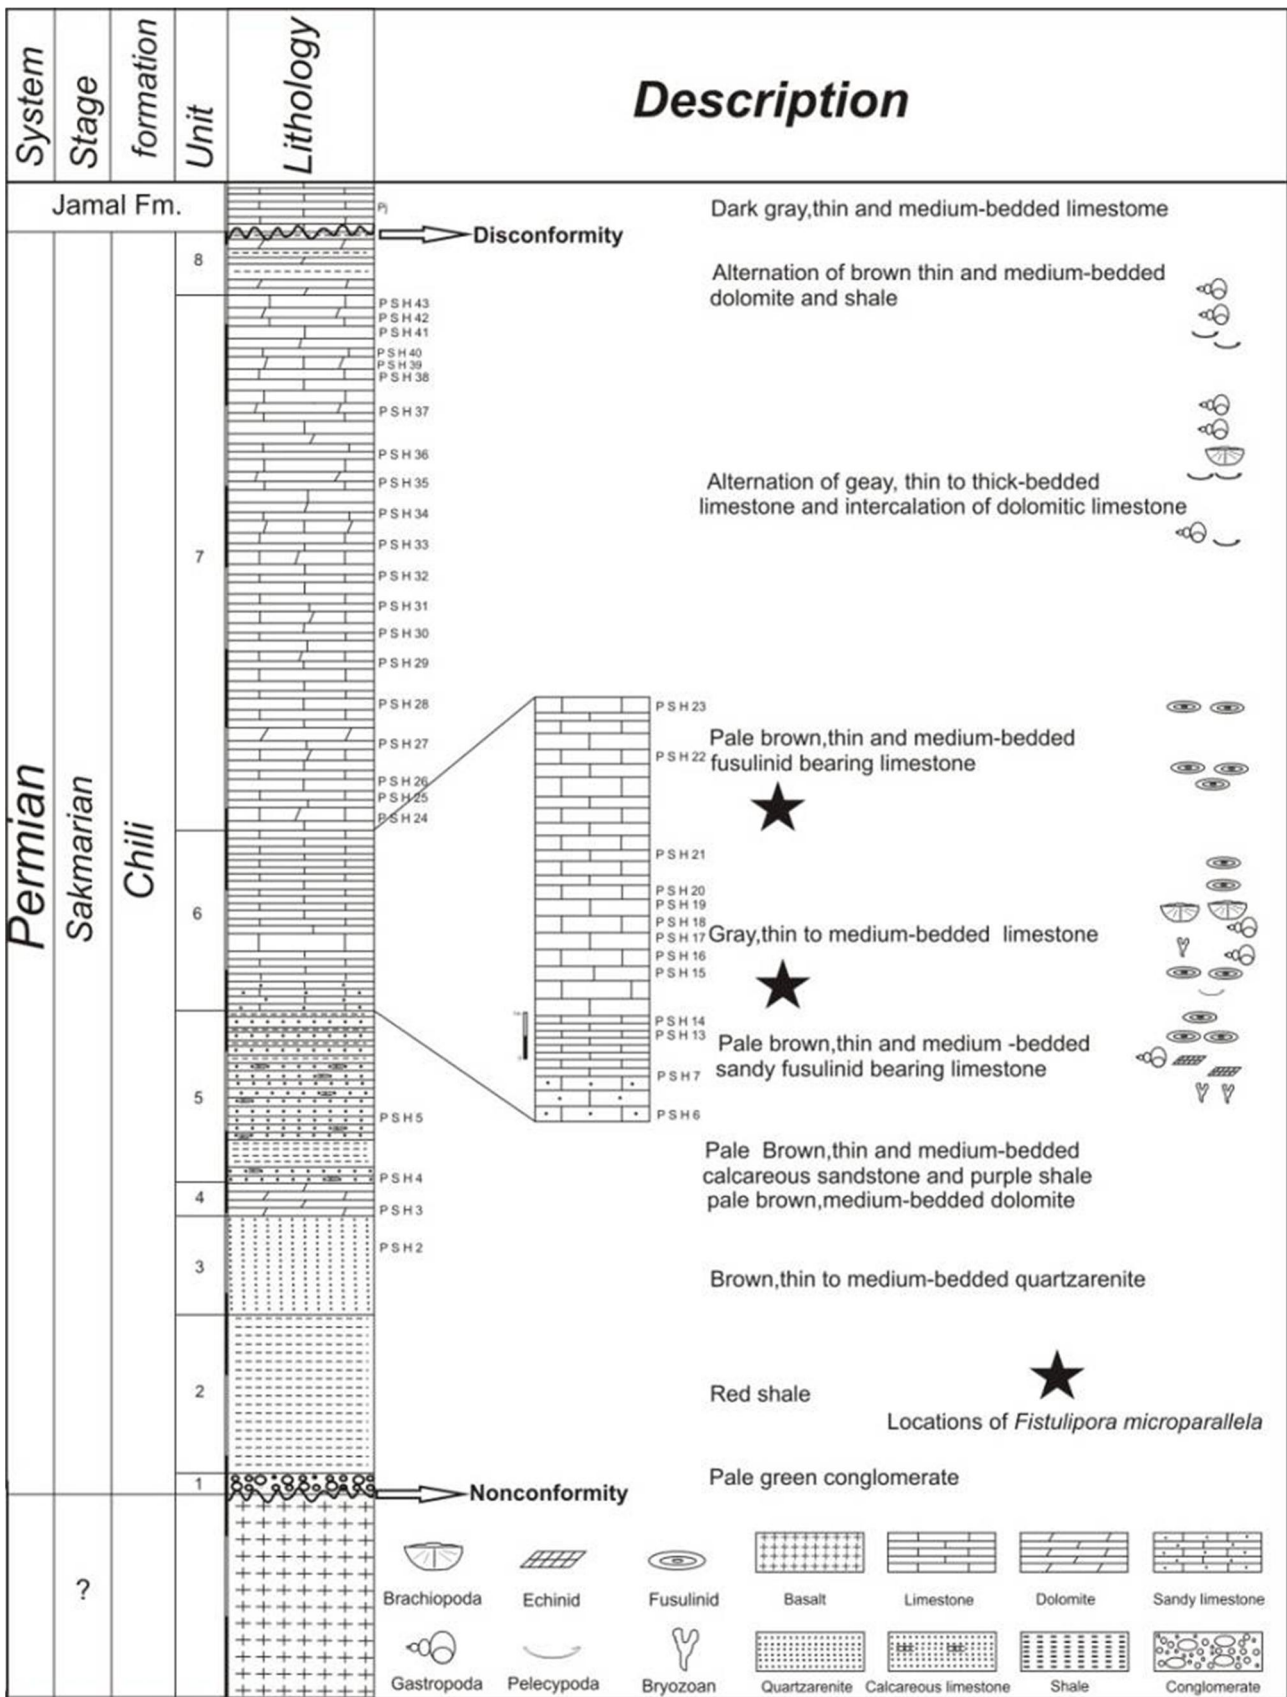 System
Stage
formation
Unit
Lithology
Description
Jamal Fm.
Pj
Dark gray,thin and medium-bedded limestome
Disconformity
8
Alternation of brown thin and medium-bedded
dolomite and shale
PSH43
PSH42
PSH41
PSH40
PSH39
PSH38
PSH37
PSH36
PSH35
Alternation of geay, thin to thick-bedded
limestone and intercalation of dolomitic limestone
PSH34
PSH33
7
PSH32
PSH31
PSH30
PSH29
PSH28
PSH27
PSH26
PSH25
PSH24
PSH23
Pale brown,thin and medium-bedded
PSH22
fusulinid bearing limestone
Permian
Sakmarian
Chili
PSH21
PSH20
PSH19
6
PSH18
PSH17
Gray,thin to medium-bedded limestone
PSH16
PSH15
PSH14
PSH13
Pale brown,thin and medium -bedded
sandy fusulinid bearing limestone
PSH7
PSH6
5
PSH5
Pale Brown,thin and medium-bedded
calcareous sandstone and purple shale
PSH4
4
pale brown,medium-bedded dolomite
PSH3
PSH2
3
Brown,thin to medium-bedded quartzarenite
2
Red shale
Locations of Fistulipora microparallela
1
Pale green conglomerate
Nonconformity
?
Brachiopoda
Echinid
Fusulinid
Basalt
Limestone
Dolomite
Sandy limestone
Gastropoda
Pelecypoda
Bryozoan
Quartzarenite
Calcareous limestone
Shale
Conglomerate